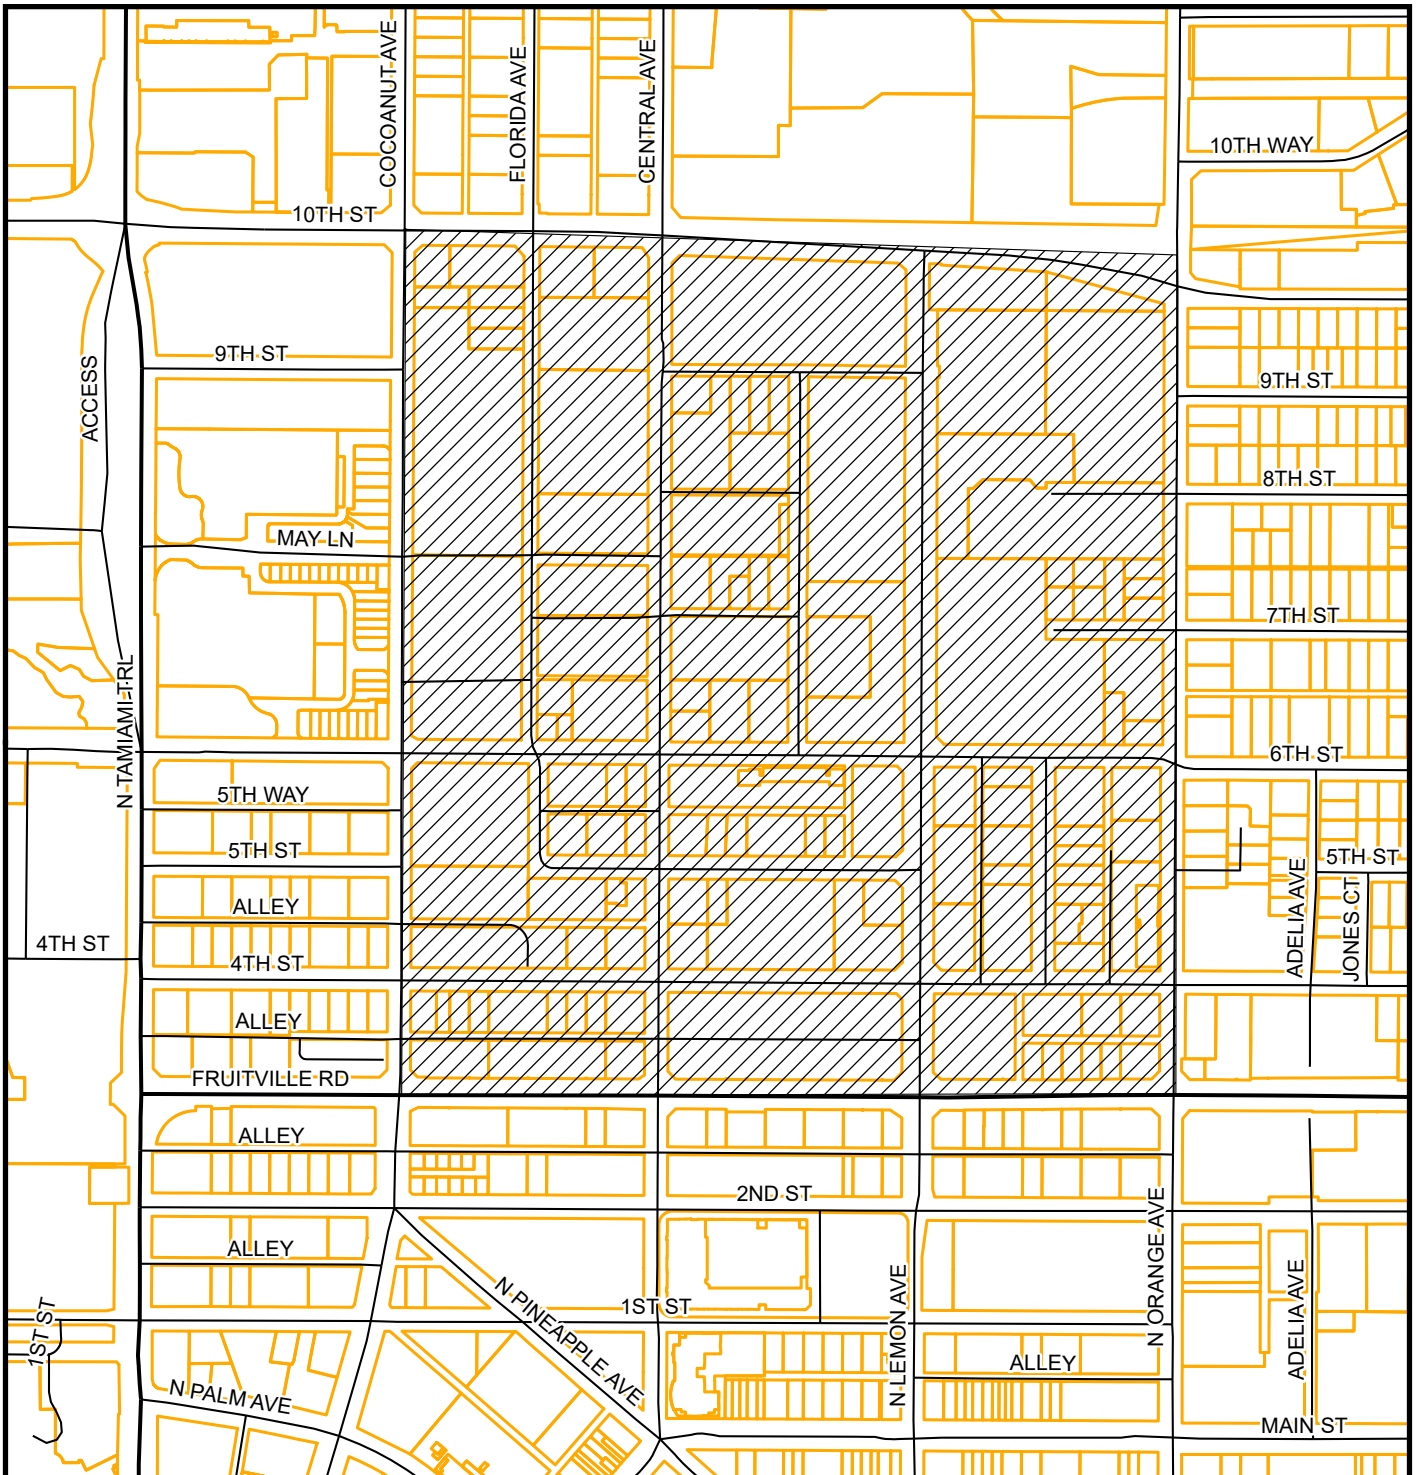 COCOANUT AVE
FLORIDA AVE
CENTRAL AVE
10TH WAY
10TH ST
9TH ST
ACCESS
9TH ST
8TH ST
MAY LN
7TH ST
N TAMIAMI TRL
6TH ST
5TH WAY
5TH ST
5TH ST
ALLEY
ADELIA AVE
JONES CT
4TH ST
4TH ST
ALLEY
FRUITVILLE RD
ALLEY
2ND ST
N ORANGE AVE
ALLEY
N PINEAPPLE AVE
1ST ST
N LEMON AVE
ADELIA AVE
1ST ST
ALLEY
N PALM AVE
MAIN ST